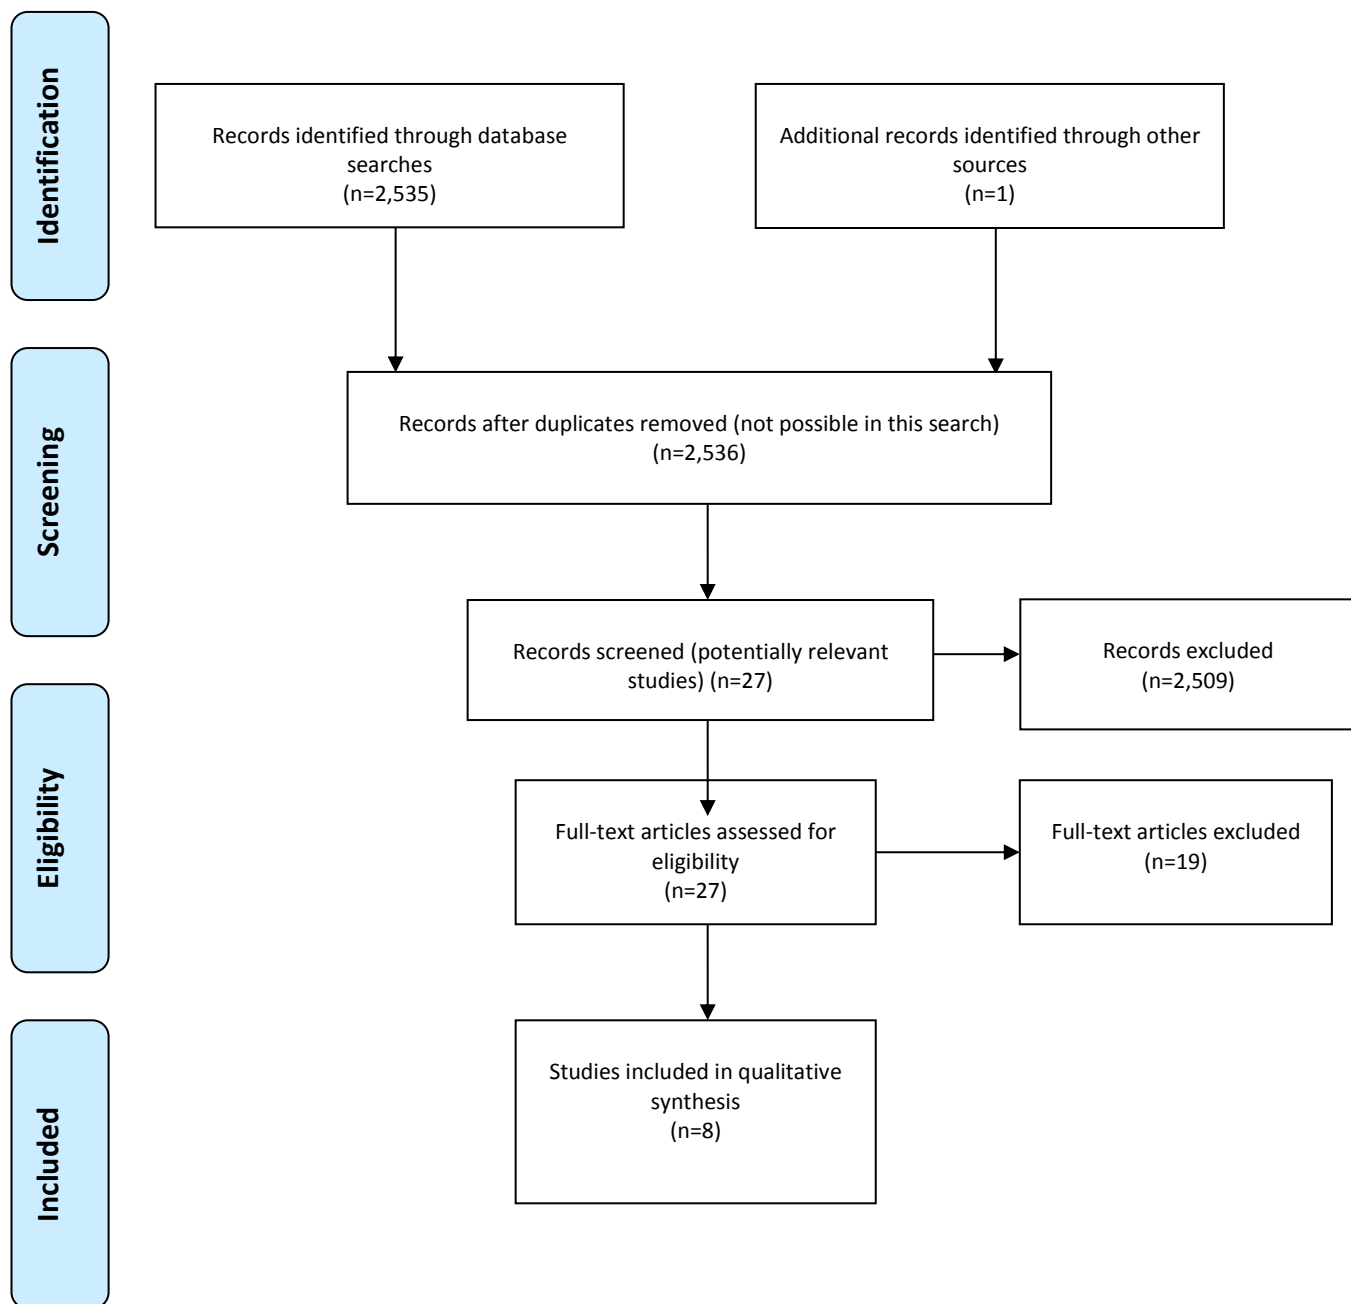 Identification
Records identified through database
searches
(n=2,535)
Additional records identified through other
sources
(n=1)
Screening
Records after duplicates removed (not possible in this search)
(n=2,536)
Records screened (potentially relevant
studies) (n=27)
Records excluded
(n=2,509)
Eligibility
Full-text articles assessed for
eligibility
(n=27)
Full-text articles excluded
(n=19)
Included
Studies included in qualitative
synthesis
(n=8)